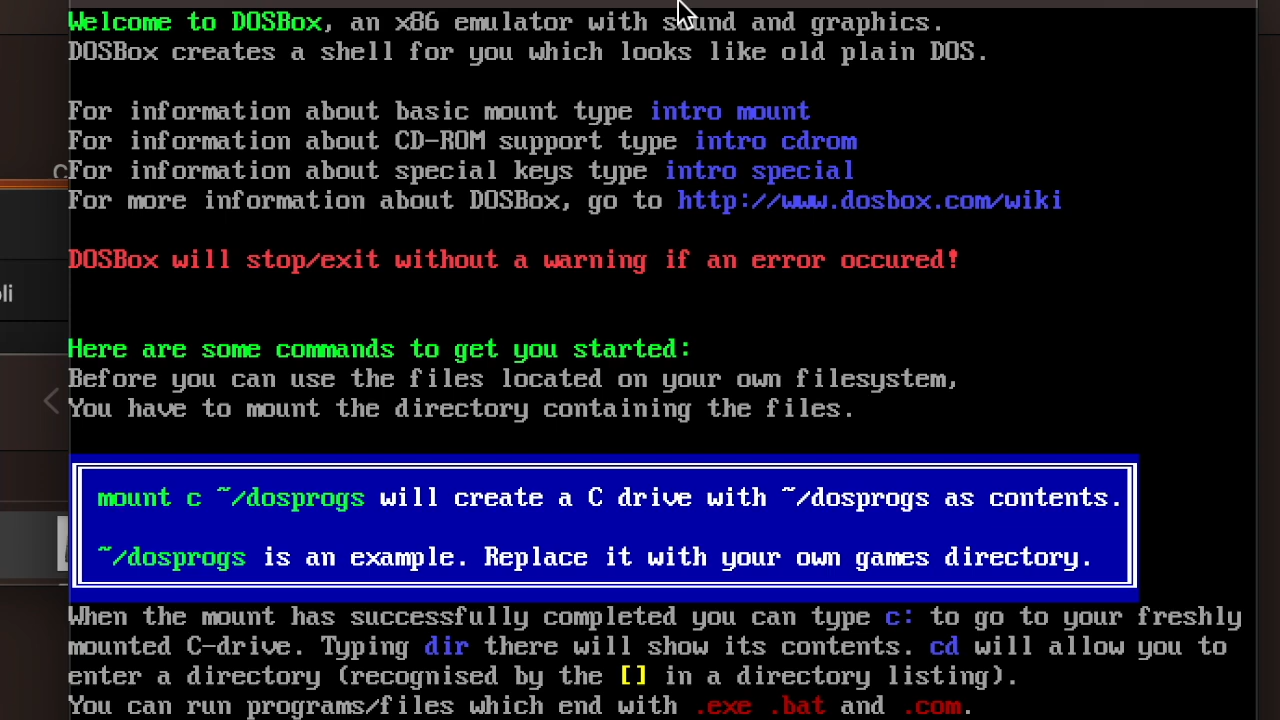 Welcome to DOSBox, an x86 emulator with sound and graphics.
DOSBox creates a shell for you which looks like old plain DOS.
For information about basic mount type intro mount
For information about CD-ROM support type intro cdrom
For information about special keys type intro special
For more information about DOSBox, go to http://www.dosbox.com/wiki
DOSBox will stop/exit without a warning if an error occured!
Here are some commands to get you started:
Before you can use the files located on your own filesystem,
You have to mount the directory containing the files.
mount c ~/dosprogs will create a C drive with ~/dosprogs as contents.
~/dosprogs is an example. Replace it with your own games directory.
When the mount has successfully completed you can type c: to go to your freshly
mounted C-drive. Typing dir there will show its contents. cd will allow you to
enter a directory (recognised by the [] in a directory listing).
You can run programs/files which end with .exe .bat and .com.